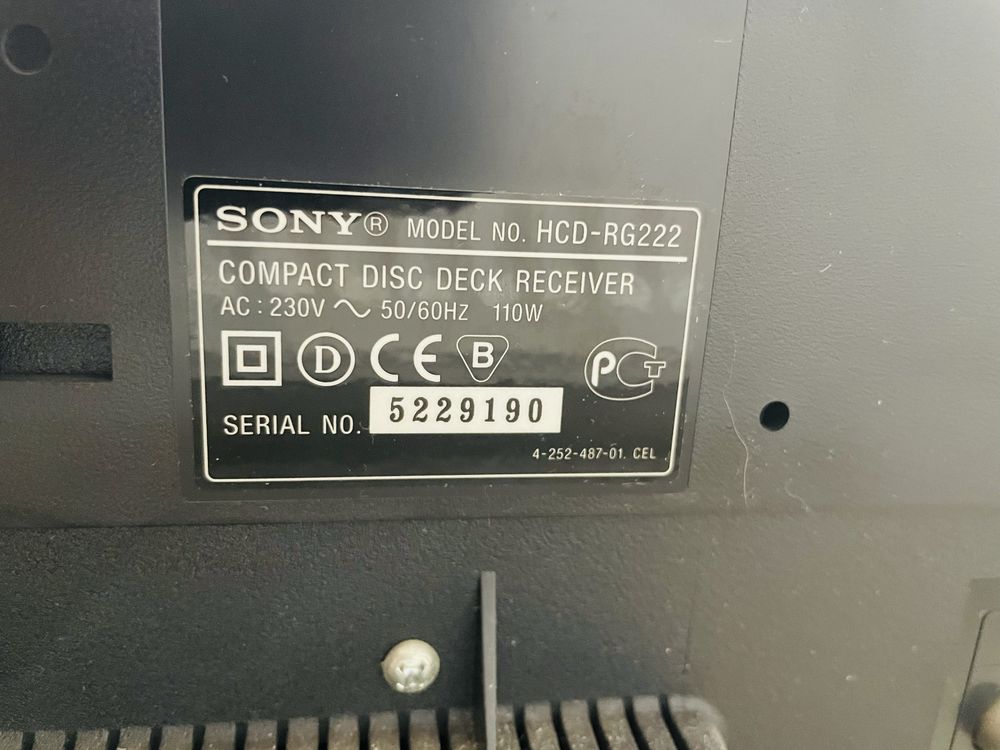 SONY® MODEL NO. HCD-RG222
COMPACT DISC DECK RECEIVER
AC : 230V ～ 50/60Hz 110W
D CE B PCT
SERIAL NO. 5229190
4-252-487-01. CEL